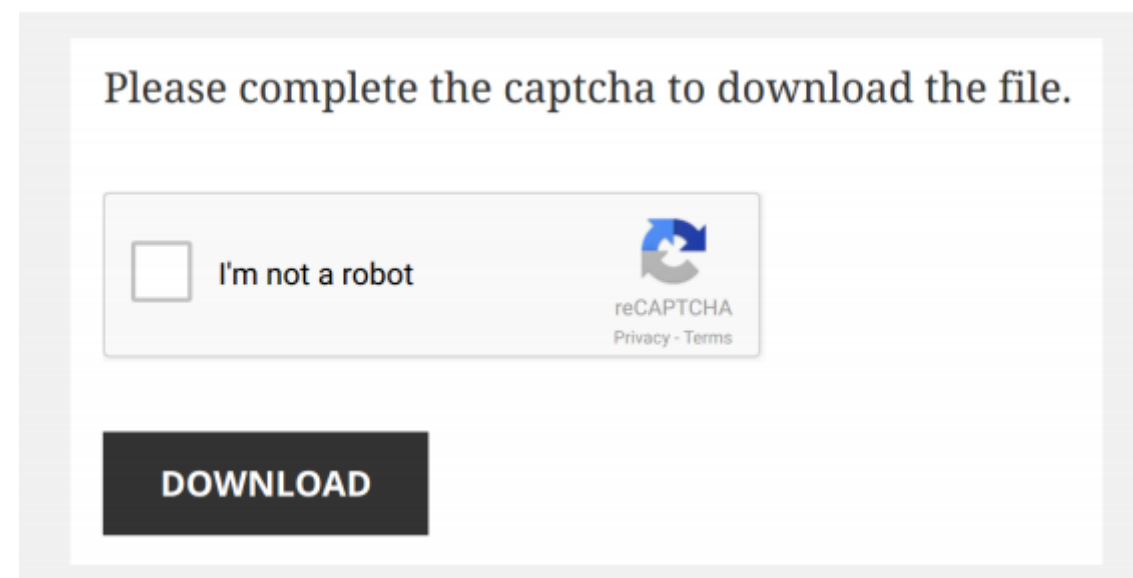 Please complete the captcha to download the file.
I'm not a robot
reCAPTCHA
Privacy - Terms
DOWNLOAD